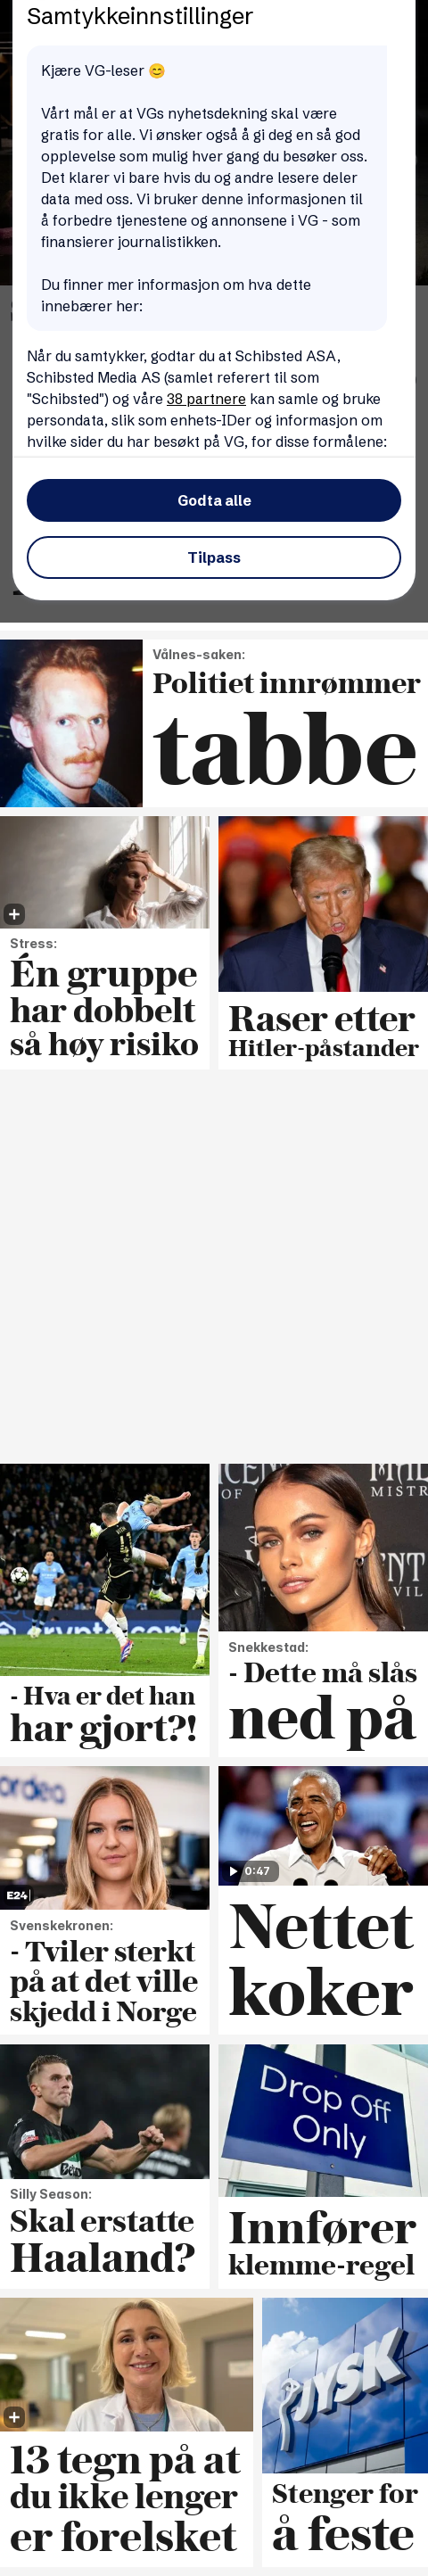 Samtykkeinnstillinger
Kjære VG-leser 😊
Vårt mål er at VGs nyhetsdekning skal være
gratis for alle. Vi ønsker også å gi deg en så god
opplevelse som mulig hver gang du besøker oss.
Det klarer vi bare hvis du og andre lesere deler
data med oss. Vi bruker denne informasjonen til
å forbedre tjenestene og annonsene i VG - som
finansierer journalistikken.
Du finner mer informasjon om hva dette
innebærer her:
Når du samtykker, godtar du at Schibsted ASA,
Schibsted Media AS (samlet referert til som
"Schibsted") og våre 38 partnere kan samle og bruke
persondata, slik som enhets-IDer og informasjon om
hvilke sider du har besøkt på VG, for disse formålene:
Godta alle
Tilpass
Vålnes-saken:
Politiet innrømmer
tabbe
Stress:
Én gruppe
har dobbelt
så høy risiko
Raser etter
Hitler-påstander
- Hva er det han
har gjort?!
MISTR
Snekkestad:
- Dette må slås
ned på
E24
Svenskekronen:
- Tviler sterkt
på at det ville
skjedd i Norge
0:47
Nettet
koker
Silly Season:
Skal erstatte
Haaland?
Drop Off
Only
Innfører
klemme-regel
13 tegn på at
du ikke lenger
er forelsket
JYSK
Stenger for
å feste